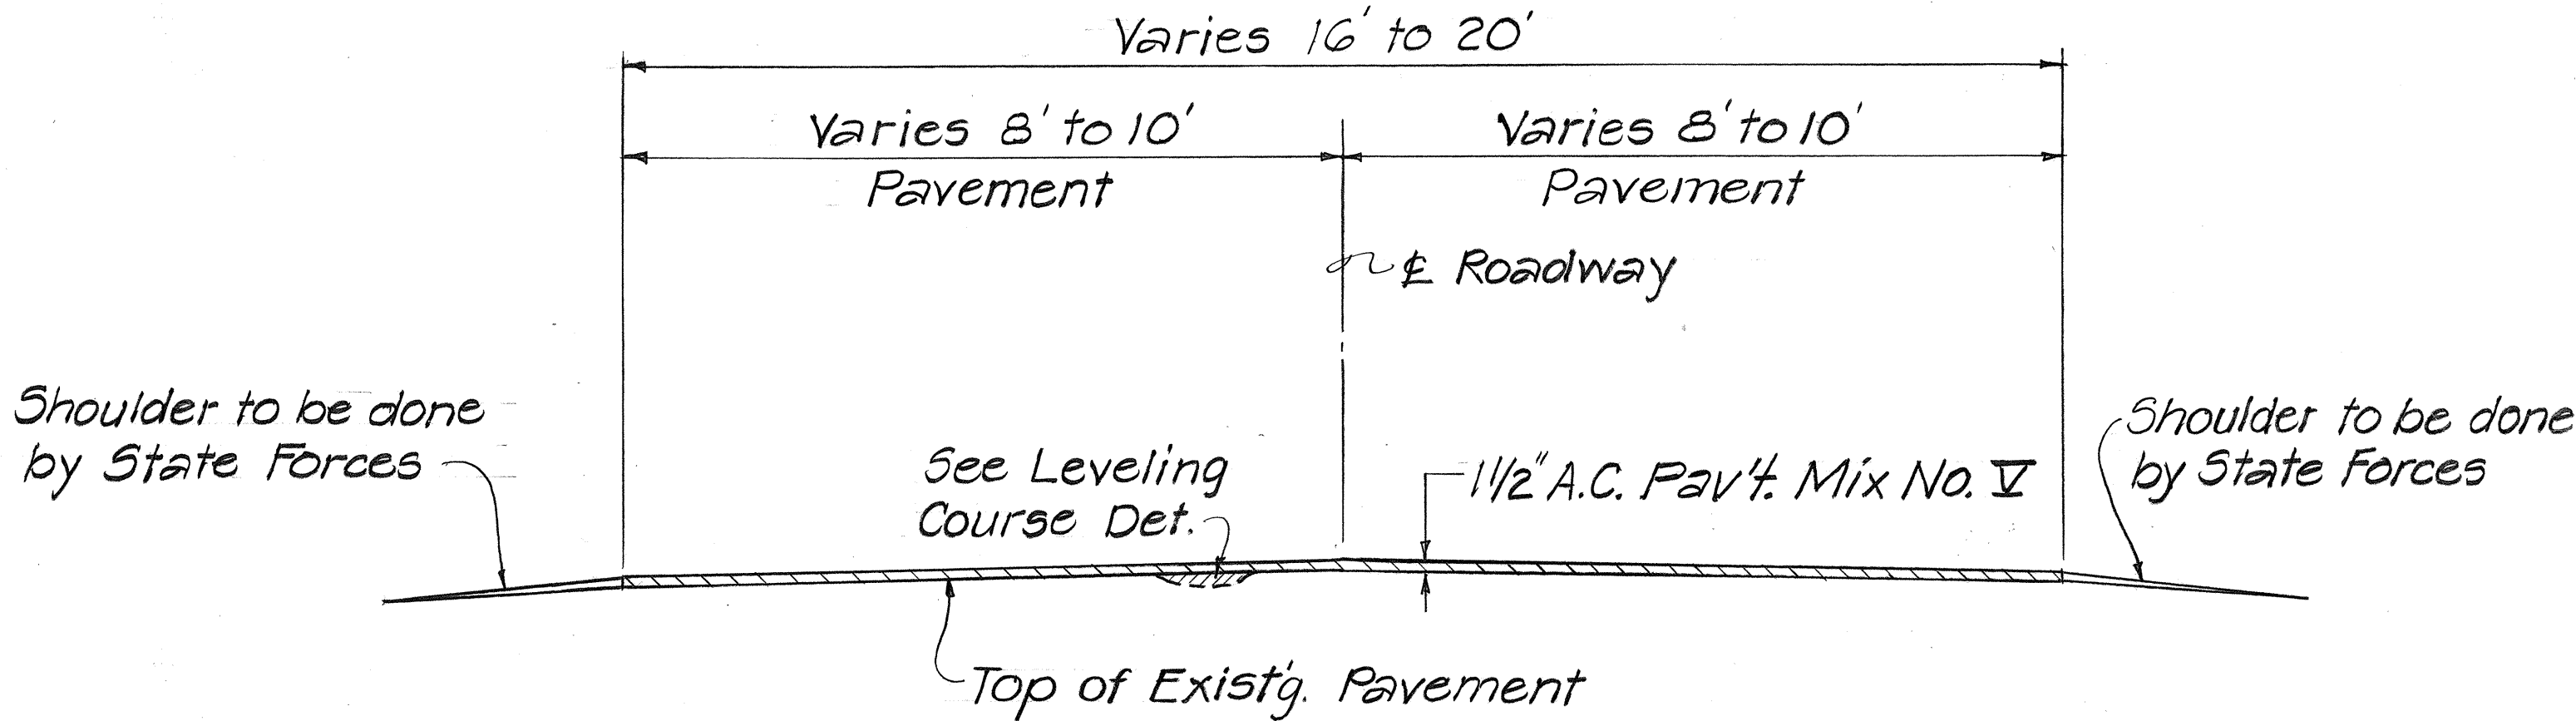 Varies 16' to 20'
Varies 8' to 10'
Pavement
Varies 8' to 10'
Pavement
℄ Roadway
Shoulder to be done
by State Forces
See Leveling
Course Det.
1 1/2" A.C. Pav't. Mix No. V
Shoulder to be done
by State Forces
Top of Exist'g. Pavement